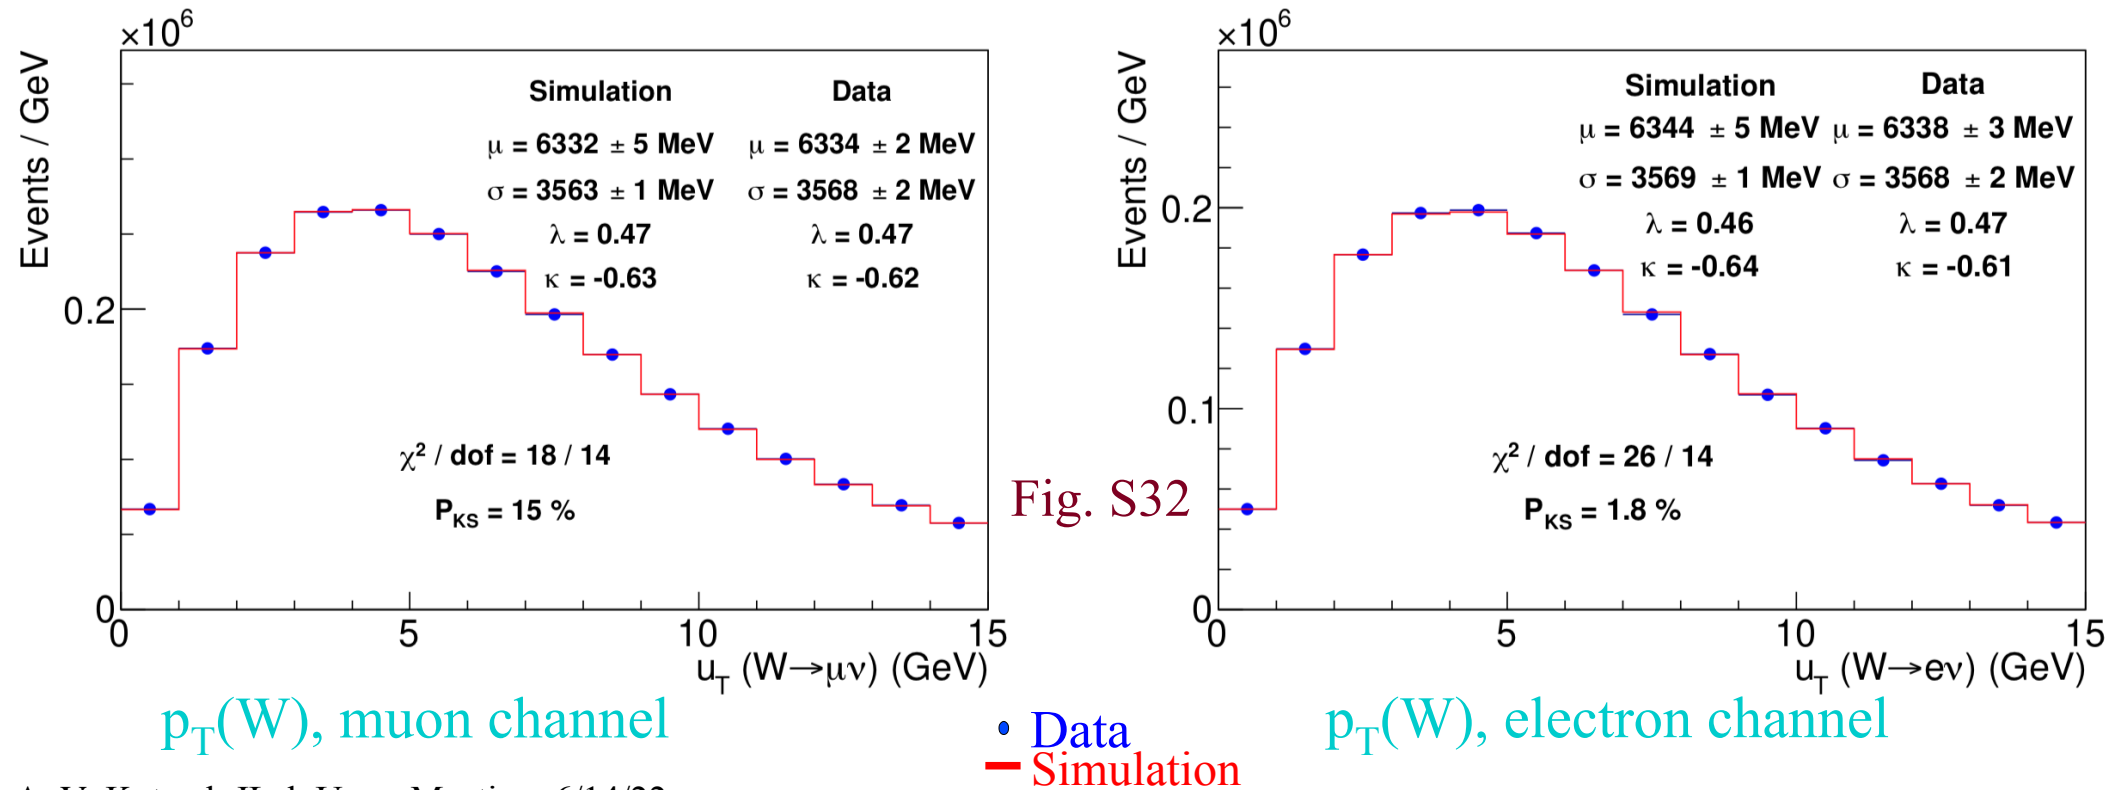 ×10⁶
Events / GeV
Simulation Data
μ = 6332 ± 5 MeV μ = 6334 ± 2 MeV
σ = 3563 ± 1 MeV σ = 3568 ± 2 MeV
λ = 0.47 λ = 0.47
κ = -0.63 κ = -0.62
0.2
χ² / dof = 18 / 14
P_KS = 15 %
0
0 5 10 15
u_T (W→μν) (GeV)
p_T(W), muon channel
Fig. S32
×10⁶
Events / GeV
Simulation Data
μ = 6344 ± 5 MeV μ = 6338 ± 3 MeV
σ = 3569 ± 1 MeV σ = 3568 ± 2 MeV
λ = 0.46 λ = 0.47
κ = -0.64 κ = -0.61
0.2
0.1
χ² / dof = 26 / 14
P_KS = 1.8 %
0
0 5 10 15
u_T (W→eν) (GeV)
p_T(W), electron channel
Data
Simulation